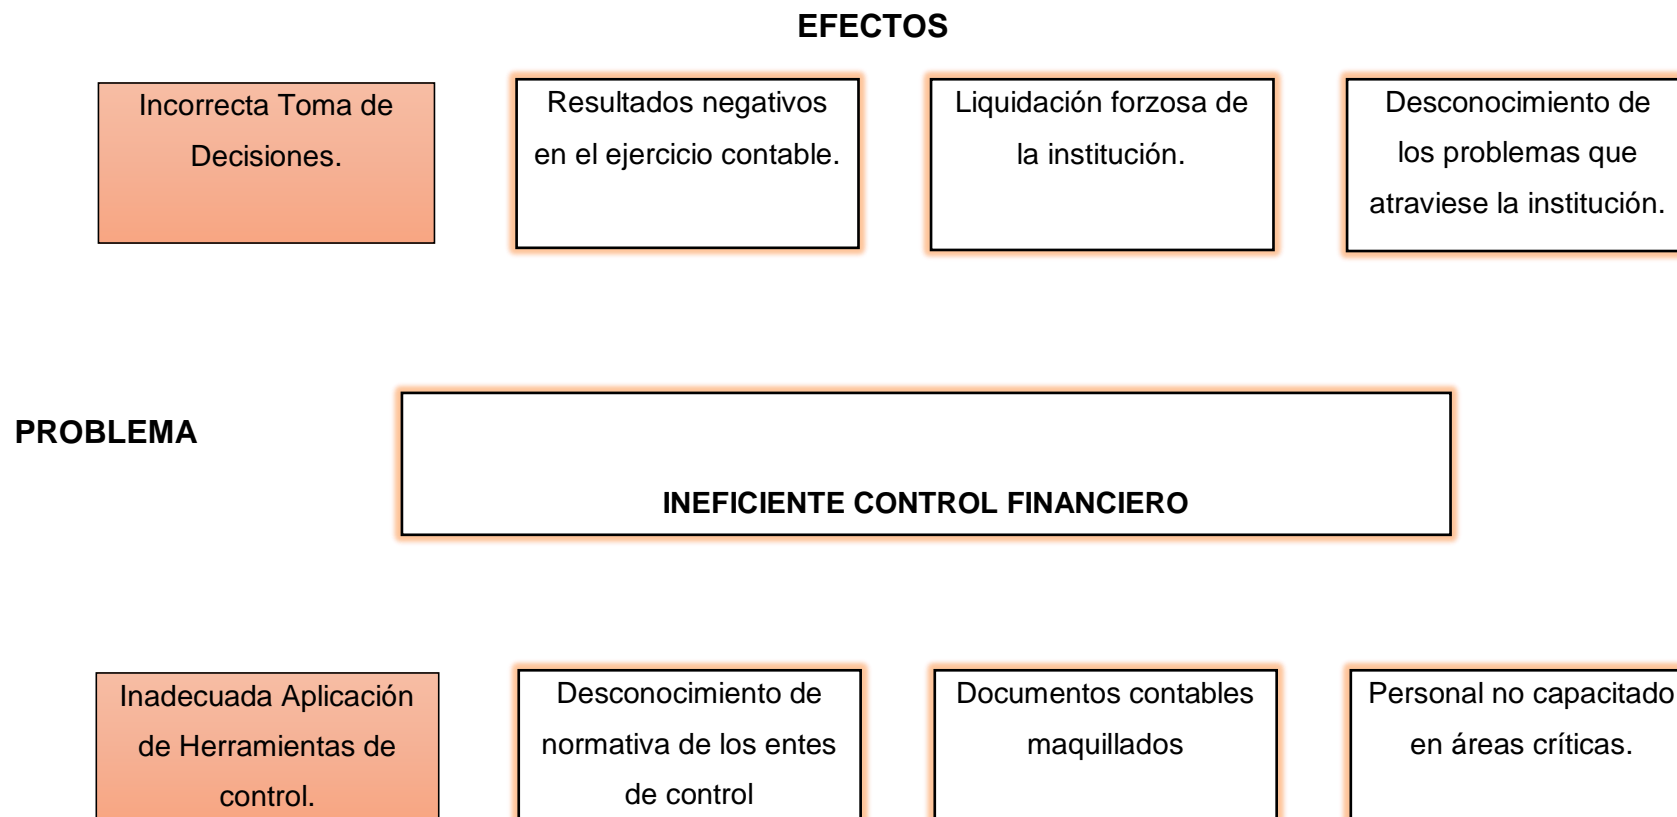 EFECTOS
Incorrecta Toma de
Decisiones.
Resultados negativos
en el ejercicio contable.
Liquidación forzosa de
la institución.
Desconocimiento de
los problemas que
atraviese la institución.
PROBLEMA
INEFICIENTE CONTROL FINANCIERO
Inadecuada Aplicación
de Herramientas de
control.
Desconocimiento de
normativa de los entes
de control
Documentos contables
maquillados
Personal no capacitado
en áreas críticas.